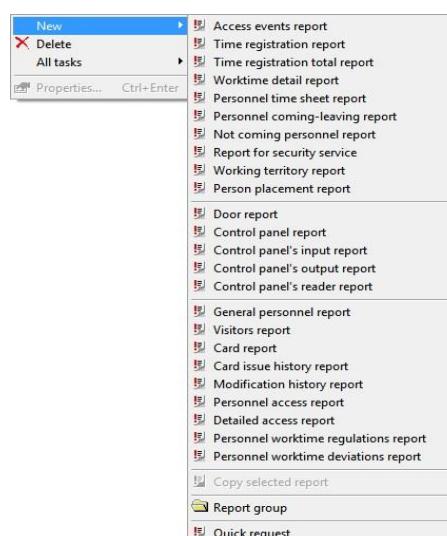 New
Delete
All tasks
Properties... Ctrl+Enter
Access events report
Time registration report
Time registration total report
Worktime detail report
Personnel time sheet report
Personnel coming-leaving report
Not coming personnel report
Report for security service
Working territory report
Person placement report
Door report
Control panel report
Control panel's input report
Control panel's output report
Control panel's reader report
General personnel report
Visitors report
Card report
Card issue history report
Modification history report
Personnel access report
Detailed access report
Personnel worktime regulations report
Personnel worktime deviations report
Copy selected report
Report group
Quick request